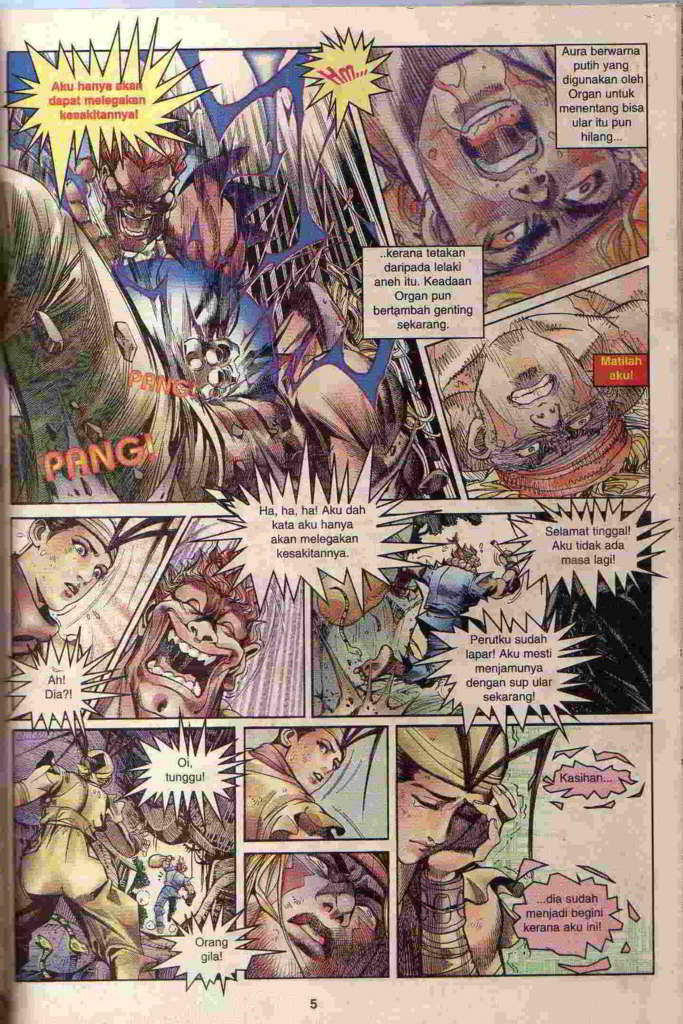 Aku hanya akan
dapat melegakan
kesakitannya!
Hm...
Aura berwarna
putih yang
digunakan oleh
Organ untuk
menentang bisa
ular itu pun
hilang...
...kerana tetakan
daripada lelaki
aneh itu. Keadaan
Organ pun
bertambah genting
sekarang.
PANG!
PANG!
Matilah
aku!
Ha, ha, ha! Aku dah
kata aku hanya
akan melegakan
kesakitannya.
Ah!
Dia?!
Selamat tinggal!
Aku tidak ada
masa lagi!
Perutku sudah
lapar! Aku mesti
menjamunya
dengan sup ular
sekarang!
Oi,
tunggu!
Orang
gila!
Kasihan...
...dia sudah
menjadi begini
kerana aku ini!
5